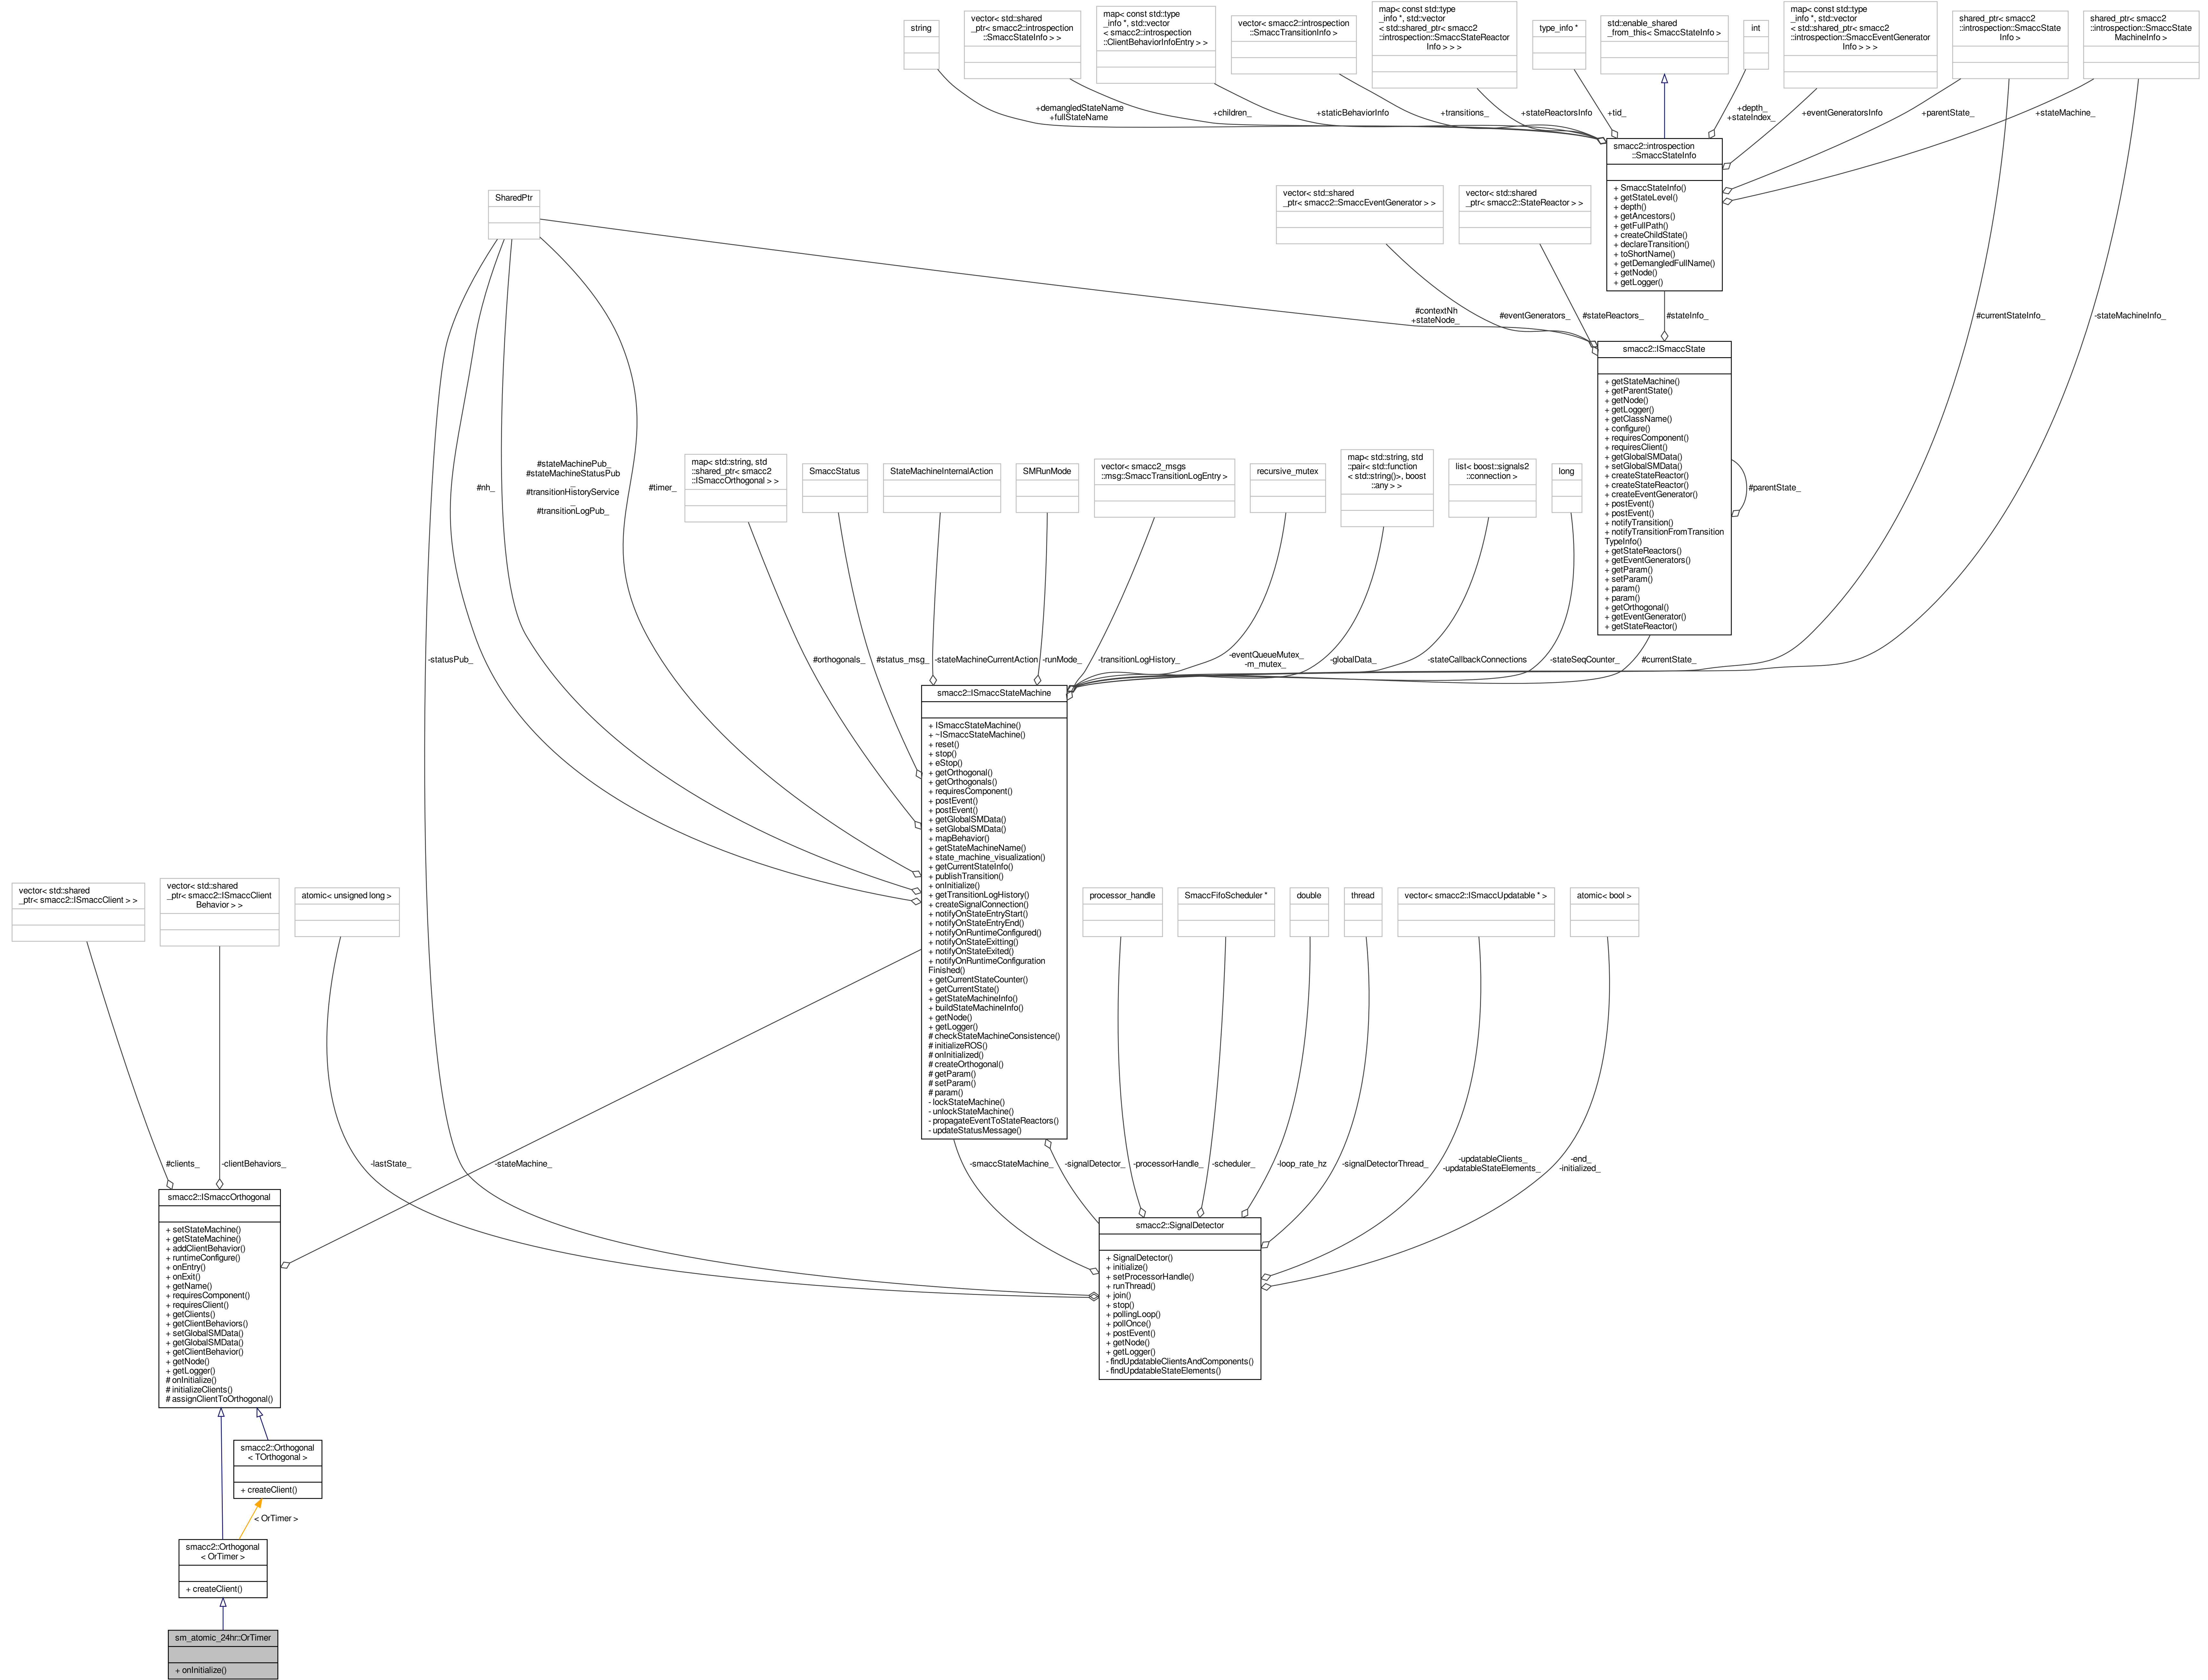 string
vector< std::shared
_ptr< smacc2::introspection
::SmaccStateInfo > >
map< const std::type
_info *, std::vector
< smacc2::introspection
::ClientBehaviorInfoEntry > >
vector< smacc2::introspection
::SmaccTransitionInfo >
map< const std::type
_info *, std::vector
< std::shared_ptr< smacc2
::introspection::SmaccStateReactor
Info > > >
type_info *
std::enable_shared
_from_this< SmaccStateInfo >
int
map< const std::type
_info *, std::vector
< std::shared_ptr< smacc2
::introspection::SmaccEventGenerator
Info > > >
shared_ptr< smacc2
::introspection::SmaccState
Info >
shared_ptr< smacc2
::introspection::SmaccState
MachineInfo >
+demangledStateName
+fullStateName
+children_
+staticBehaviorInfo
+transitions_
+stateReactorsInfo
+tid_
+depth_
+stateIndex_
+eventGeneratorsInfo
+parentState_
+stateMachine_
smacc2::introspection
::SmaccStateInfo
+ SmaccStateInfo()
+ getStateLevel()
+ depth()
+ getAncestors()
+ getFullPath()
+ createChildState()
+ declareTransition()
+ toShortName()
+ getDemangledFullName()
+ getNode()
+ getLogger()
SharedPtr
vector< std::shared
_ptr< smacc2::SmaccEventGenerator > >
vector< std::shared
_ptr< smacc2::StateReactor > >
#contextNh
+stateNode_
#eventGenerators_
#stateReactors_
#stateInfo_
#currentStateInfo_
-stateMachineInfo_
smacc2::ISmaccState
+ getStateMachine()
+ getParentState()
+ getNode()
+ getLogger()
+ getClassName()
+ configure()
+ requiresComponent()
+ requiresClient()
+ getGlobalSMData()
+ setGlobalSMData()
+ createStateReactor()
+ createStateReactor()
+ createEventGenerator()
+ postEvent()
+ postEvent()
+ notifyTransition()
+ notifyTransitionFromTransition
TypeInfo()
+ getStateReactors()
+ getEventGenerators()
+ getParam()
+ setParam()
+ param()
+ param()
+ getOrthogonal()
+ getEventGenerator()
+ getStateReactor()
#parentState_
#nh_
#stateMachinePub_
#stateMachineStatusPub
_
#transitionHistoryService
_
#transitionLogPub_
#timer_
map< std::string, std
::shared_ptr< smacc2
::ISmaccOrthogonal > >
SmaccStatus
StateMachineInternalAction
SMRunMode
vector< smacc2_msgs
::msg::SmaccTransitionLogEntry >
recursive_mutex
map< std::string, std
::pair< std::function
< std::string()>, boost
::any > >
list< boost::signals2
::connection >
long
-statusPub_
#orthogonals_
#status_msg_
-stateMachineCurrentAction
-runMode_
-transitionLogHistory_
-eventQueueMutex_
-m_mutex_
-globalData_
-stateCallbackConnections
-stateSeqCounter_
#currentState_
smacc2::ISmaccStateMachine
+ ISmaccStateMachine()
+ ~ISmaccStateMachine()
+ reset()
+ stop()
+ eStop()
+ getOrthogonal()
+ getOrthogonals()
+ requiresComponent()
+ postEvent()
+ postEvent()
+ getGlobalSMData()
+ setGlobalSMData()
+ mapBehavior()
+ getStateMachineName()
+ state_machine_visualization()
+ getCurrentStateInfo()
+ publishTransition()
+ onInitialize()
+ getTransitionLogHistory()
+ createSignalConnection()
+ notifyOnStateEntryStart()
+ notifyOnStateEntryEnd()
+ notifyOnRuntimeConfigured()
+ notifyOnStateExitting()
+ notifyOnStateExited()
+ notifyOnRuntimeConfiguration
Finished()
+ getCurrentStateCounter()
+ getCurrentState()
+ getStateMachineInfo()
+ buildStateMachineInfo()
+ getNode()
+ getLogger()
# checkStateMachineConsistence()
# initializeROS()
# onInitialized()
# createOrthogonal()
# getParam()
# setParam()
# param()
- lockStateMachine()
- unlockStateMachine()
- propagateEventToStateReactors()
- updateStatusMessage()
vector< std::shared
_ptr< smacc2::ISmaccClient > >
vector< std::shared
_ptr< smacc2::ISmaccClient
Behavior > >
atomic< unsigned long >
processor_handle
SmaccFifoScheduler *
double
thread
vector< smacc2::ISmaccUpdatable * >
atomic< bool >
#clients_
-clientBehaviors_
-lastState_
-stateMachine_
-smaccStateMachine_
-signalDetector_
-processorHandle_
-scheduler_
-loop_rate_hz
-signalDetectorThread_
-updatableClients_
-updatableStateElements_
-end_
-initialized_
smacc2::ISmaccOrthogonal
+ setStateMachine()
+ getStateMachine()
+ addClientBehavior()
+ runtimeConfigure()
+ onEntry()
+ onExit()
+ getName()
+ requiresComponent()
+ requiresClient()
+ getClients()
+ getClientBehaviors()
+ setGlobalSMData()
+ getGlobalSMData()
+ getClientBehavior()
+ getNode()
+ getLogger()
# onInitialize()
# initializeClients()
# assignClientToOrthogonal()
smacc2::SignalDetector
+ SignalDetector()
+ initialize()
+ setProcessorHandle()
+ runThread()
+ join()
+ stop()
+ pollingLoop()
+ pollOnce()
+ postEvent()
+ getNode()
+ getLogger()
- findUpdatableClientsAndComponents()
- findUpdatableStateElements()
smacc2::Orthogonal
< TOrthogonal >
+ createClient()
< OrTimer >
smacc2::Orthogonal
< OrTimer >
+ createClient()
sm_atomic_24hr::OrTimer
+ onInitialize()